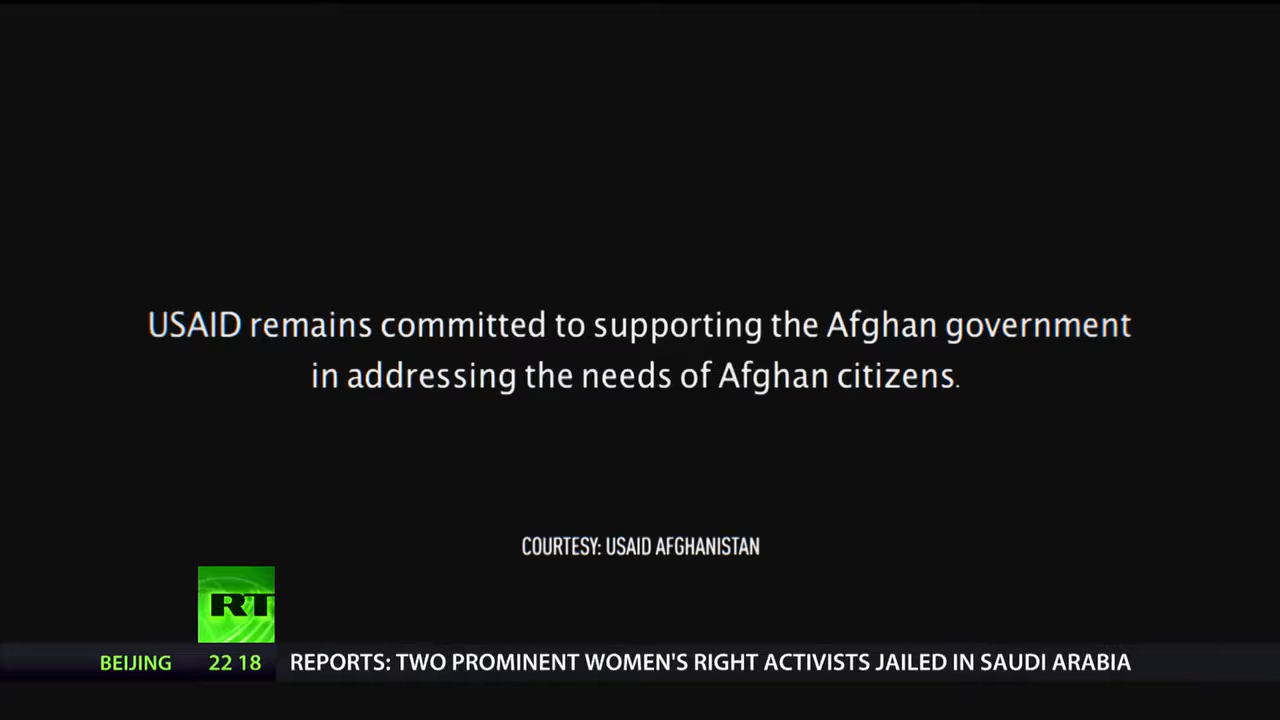 USAID remains committed to supporting the Afghan government
in addressing the needs of Afghan citizens.
COURTESY: USAID AFGHANISTAN
RT
BEIJING 22 18 REPORTS: TWO PROMINENT WOMEN'S RIGHT ACTIVISTS JAILED IN SAUDI ARABIA